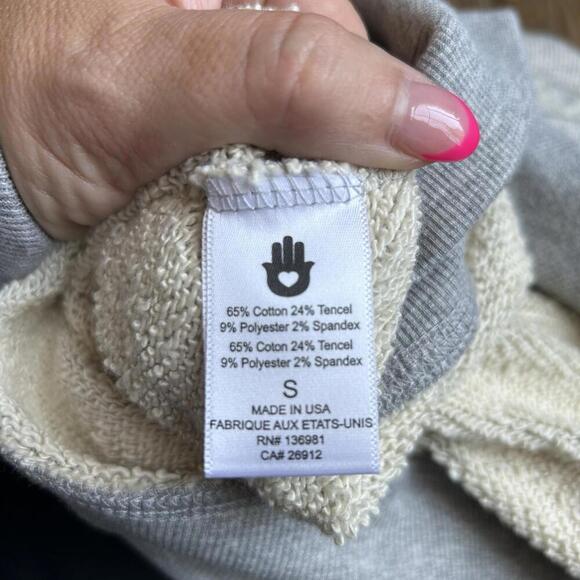 65% Cotton 24% Tencel
9% Polyester 2% Spandex
65% Coton 24% Tencel
9% Polyester 2% Spandex
S
MADE IN USA
FABRIQUE AUX ETATS-UNIS
RN# 136981
CA# 26912